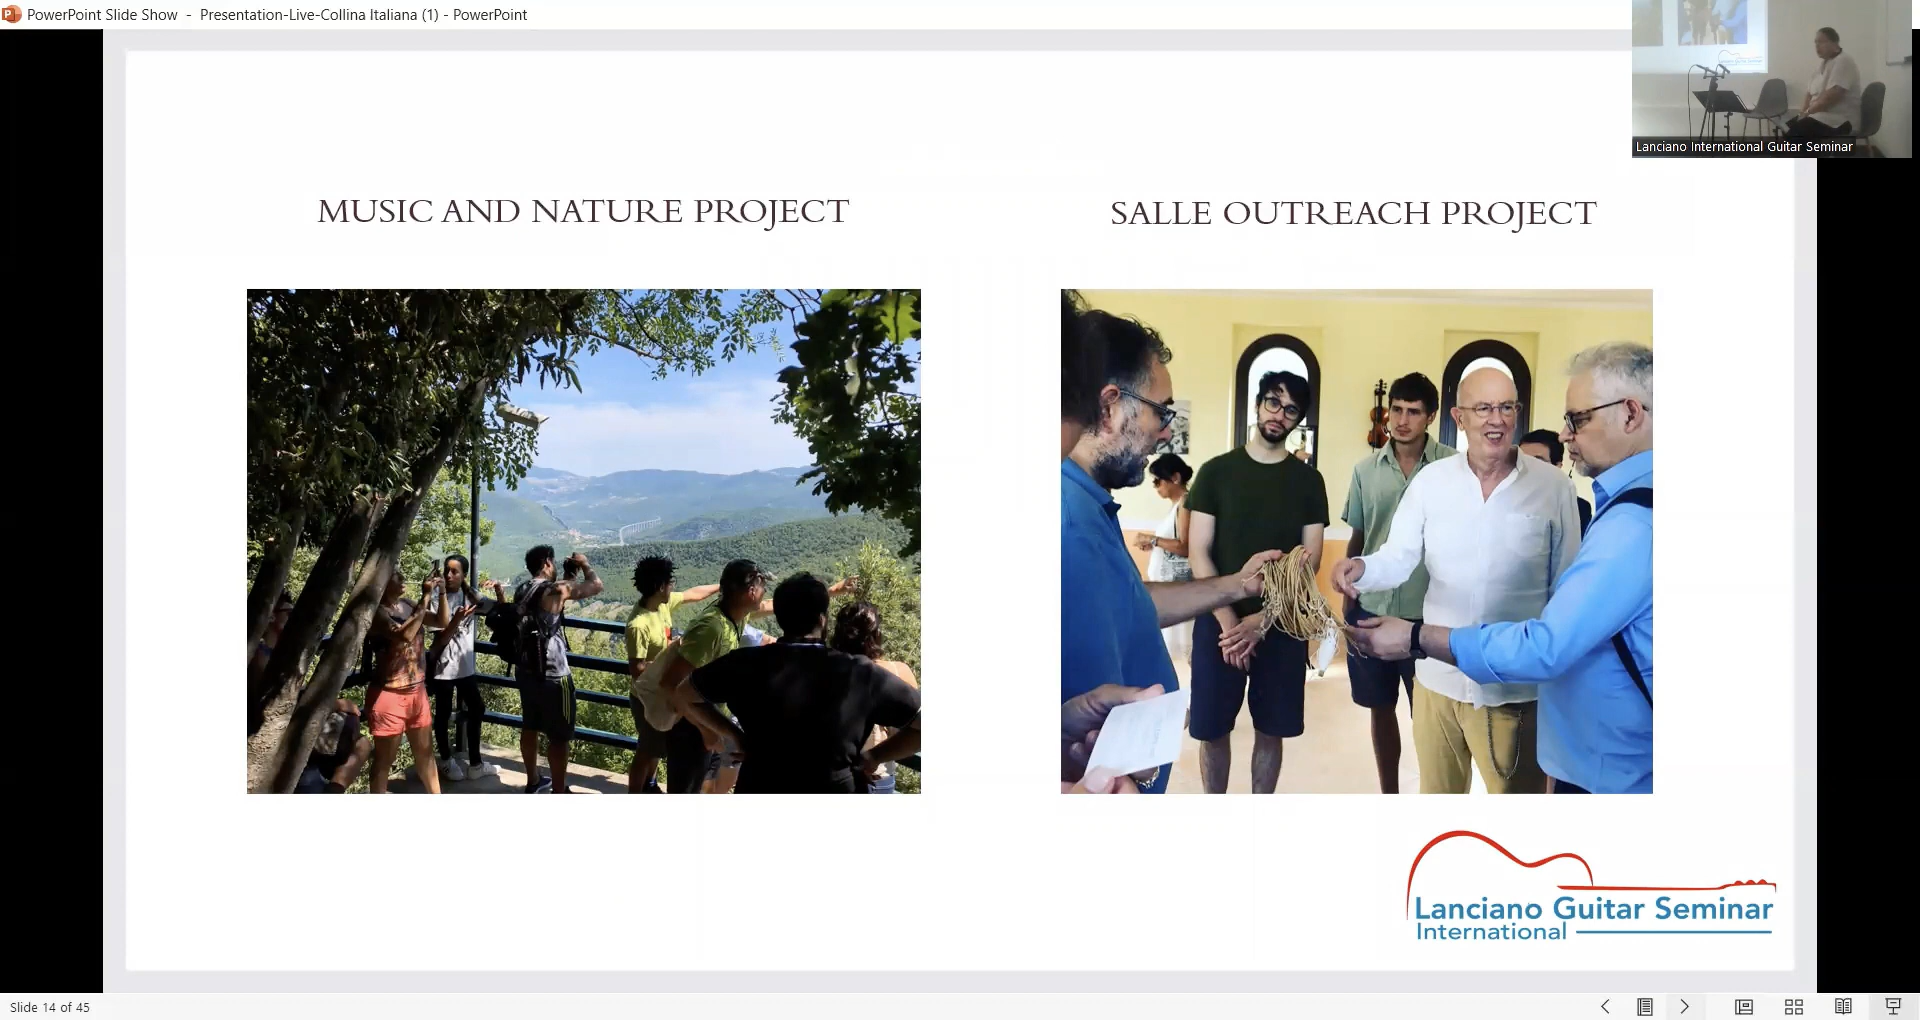 PowerPoint Slide Show - Presentation-Live-Collina Italiana (1) - PowerPoint
Lanciano International Guitar Seminar
MUSIC AND NATURE PROJECT
SALLE OUTREACH PROJECT
Lanciano Guitar Seminar
International
Slide 14 of 45